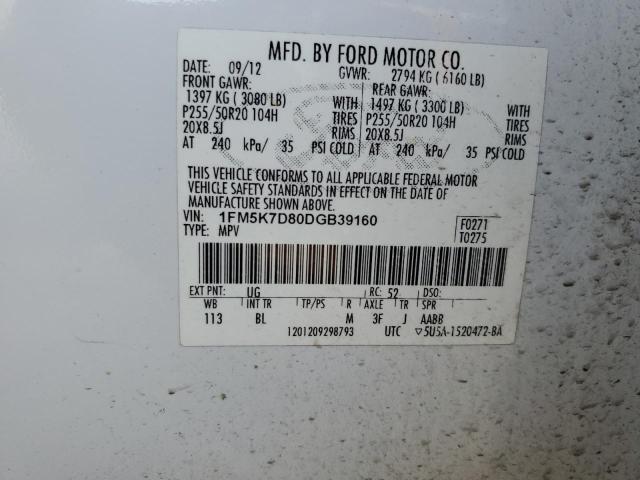 MFD. BY FORD MOTOR CO.
DATE: 09/12 GVWR: 2794 KG ( 6160 LB)
FRONT GAWR: REAR GAWR:
1397 KG ( 3080 LB) WITH 1497 KG ( 3300 LB) WITH
P255/50R20 104H TIRES P255/50R20 104H TIRES
20X8.5J RIMS 20X8.5J RIMS
AT 240 kPa/ 35 PSI COLD AT 240 kPa/ 35 PSI COLD
THIS VEHICLE CONFORMS TO ALL APPLICABLE FEDERAL MOTOR
VEHICLE SAFETY STANDARDS IN EFFECT ON THE DATE OF
MANUFACTURE SHOWN ABOVE.
VIN: 1FM5K7D80DGB39160 F0271
TYPE: MPV T0275
EXT PNT: UG RC: 52 DSO:
WB INT TR TP/PS R AXLE TR SPR
113 BL M 3F J AABB
1201209298793 UTC ▽5U5A-1520472-BA